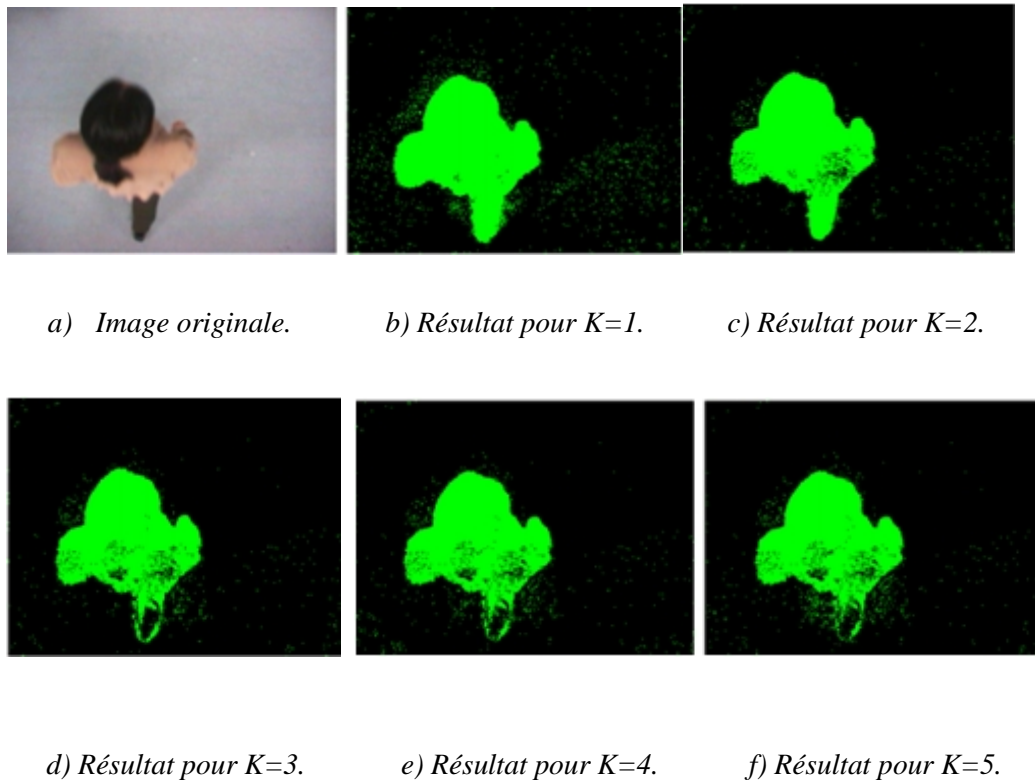 a) Image originale.
b) Résultat pour K=1.
c) Résultat pour K=2.
d) Résultat pour K=3.
e) Résultat pour K=4.
f) Résultat pour K=5.